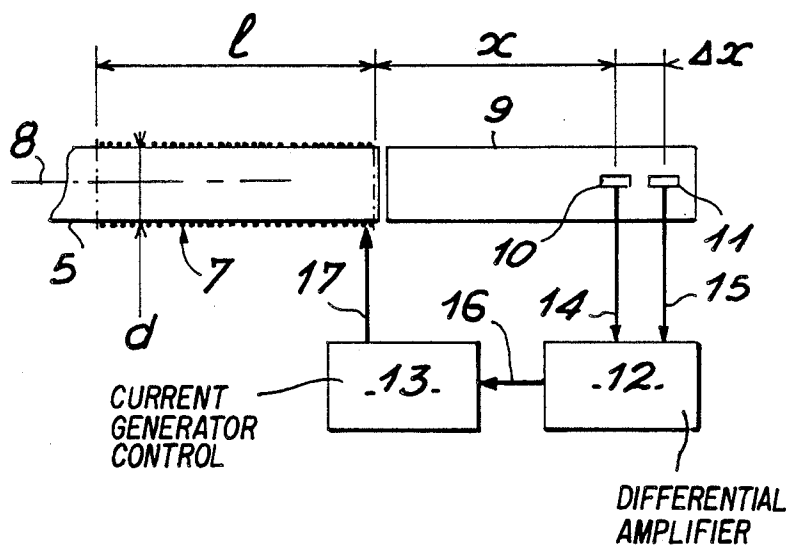 l
x
Δx
9
8
10
11
5
7
17
14
15
d
16
.13.
.12.
CURRENT
GENERATOR
CONTROL
DIFFERENTIAL
AMPLIFIER